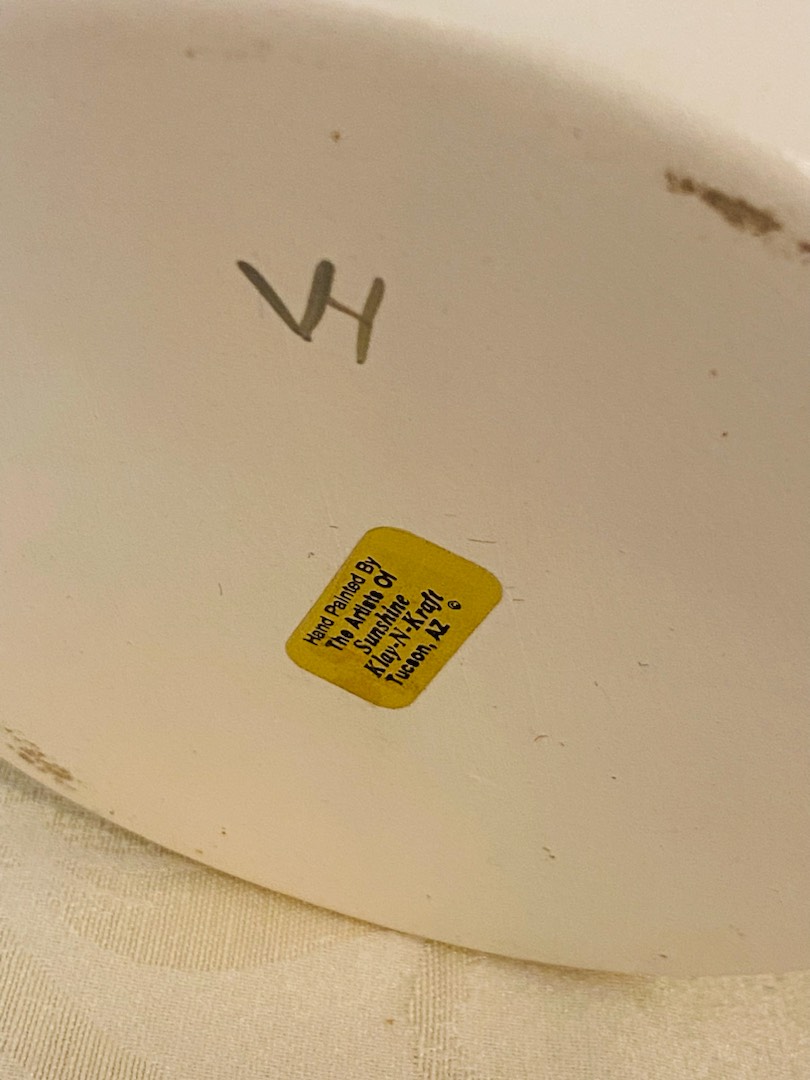 VH
Hand Painted By
The Artists Of
Sunshine
Klay-N-Kraft
Tucson, AZ ©